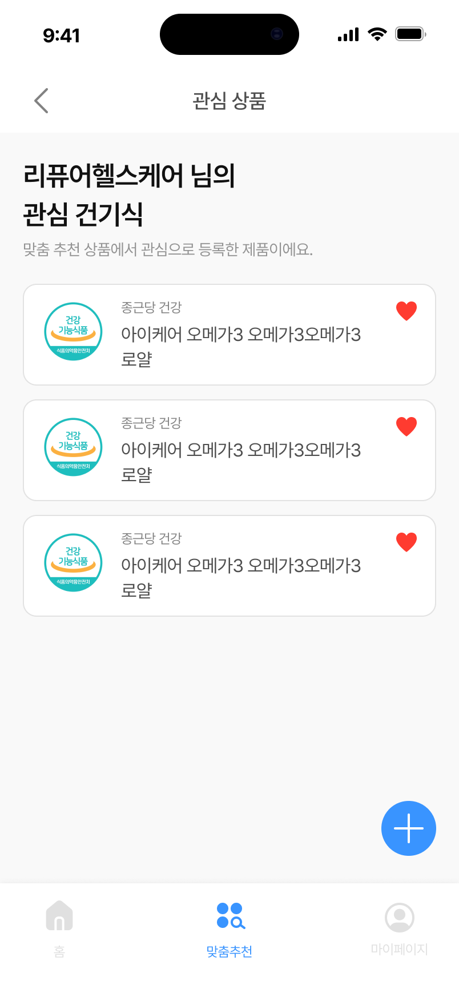 9:41
관심 상품
리퓨어헬스케어 님의
관심 건기식
맞춤 추천 상품에서 관심으로 등록한 제품이에요.
건강
기능식품
식품의약품안전처
종근당 건강
아이케어 오메가3 오메가3오메가3
로얄
건강
기능식품
식품의약품안전처
종근당 건강
아이케어 오메가3 오메가3오메가3
로얄
건강
기능식품
식품의약품안전처
종근당 건강
아이케어 오메가3 오메가3오메가3
로얄
홈
맞춤추천
마이페이지